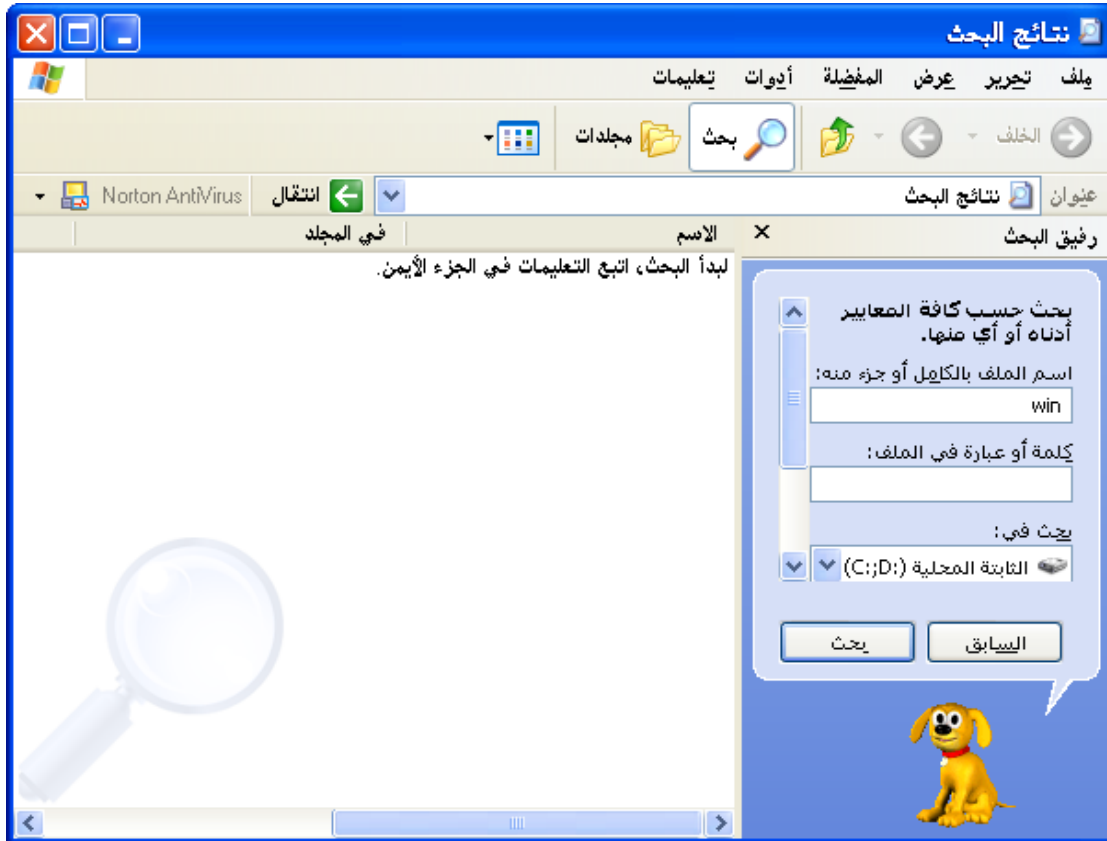 نتائج البحث
ملف تحرير عرض المفضلة أدوات تعليمات
الخلف بحث مجلدات
عنوان نتائج البحث انتقال Norton AntiVirus
رفيق البحث
الاسم في المجلد
لبدأ البحث، اتبع التعليمات في الجزء الأيمن.
بحث حسب كافة المعايير
أدناه أو أي منها.
اسم الملف بالكامل أو جزء منه:
win
كلمة أو عبارة في الملف:
بحث في:
الثابتة المحلية (C:;D:)
السابق بحث